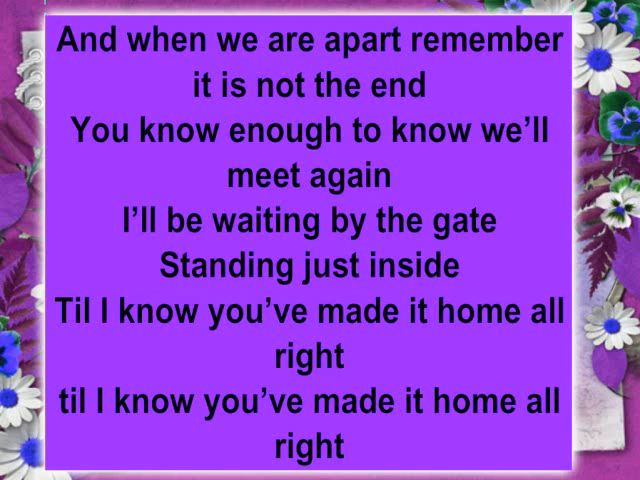 And when we are apart remember
it is not the end
You know enough to know we’ll
meet again
I’ll be waiting by the gate
Standing just inside
Til I know you’ve made it home all
right
til I know you’ve made it home all
right